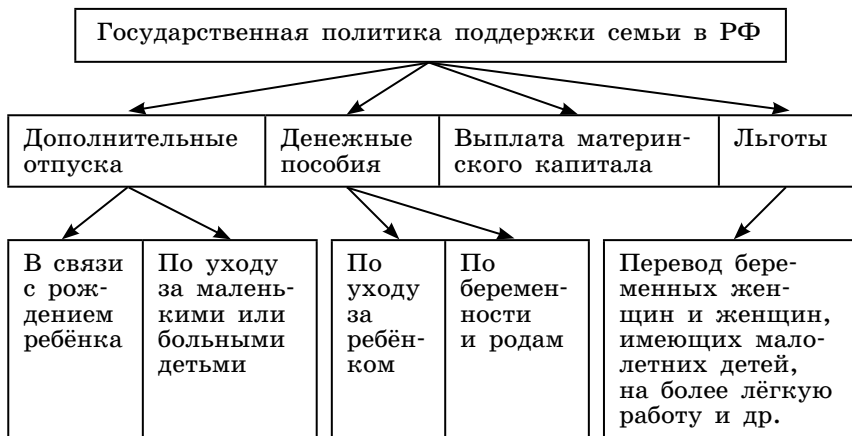 Государственная политика поддержки семьи в РФ
Дополнительные
отпуска
Денежные
пособия
Выплата материн-
ского капитала
Льготы
В связи
с рож-
дением
ребёнка
По уходу
за малень-
кими или
больными
детьми
По
уходу
за
ребён-
ком
По
беремен-
ности
и родам
Перевод бере-
менных жен-
щин и женщин,
имеющих мало-
летних детей,
на более лёгкую
работу и др.